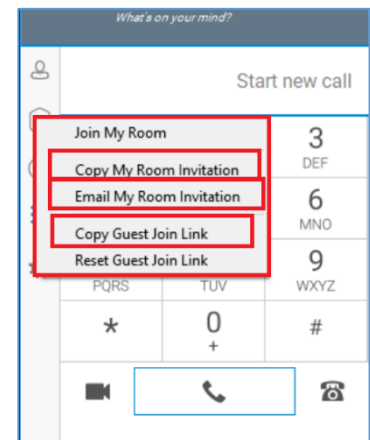 What's on your mind?
Start new call
Join My Room
Copy My Room Invitation
Email My Room Invitation
Copy Guest Join Link
Reset Guest Join Link
3
DEF
6
MNO
9
PQRS TUV WXYZ
* 0 #
+